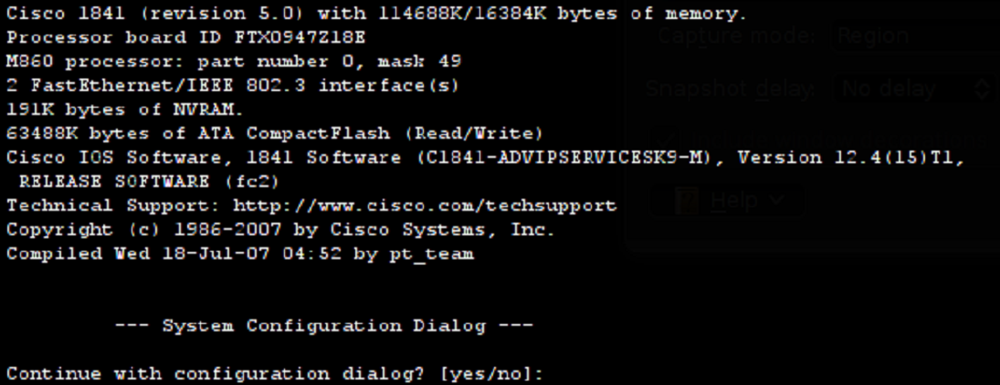 Cisco 1841 (revision 5.0) with 114688K/16384K bytes of memory.
Processor board ID FTX0947Z18E
M860 processor: part number 0, mask 49
2 FastEthernet/IEEE 802.3 interface(s)
191K bytes of NVRAM.
63488K bytes of ATA CompactFlash (Read/Write)
Cisco IOS Software, 1841 Software (C1841-ADVIPSERVICESK9-M), Version 12.4(15)T1,
RELEASE SOFTWARE (fc2)
Technical Support: http://www.cisco.com/techsupport
Copyright (c) 1986-2007 by Cisco Systems, Inc.
Compiled Wed 18-Jul-07 04:52 by pt_team
--- System Configuration Dialog ---
Continue with configuration dialog? [yes/no]:
Capture mode: Region
Snapshot delay: No delay
Help